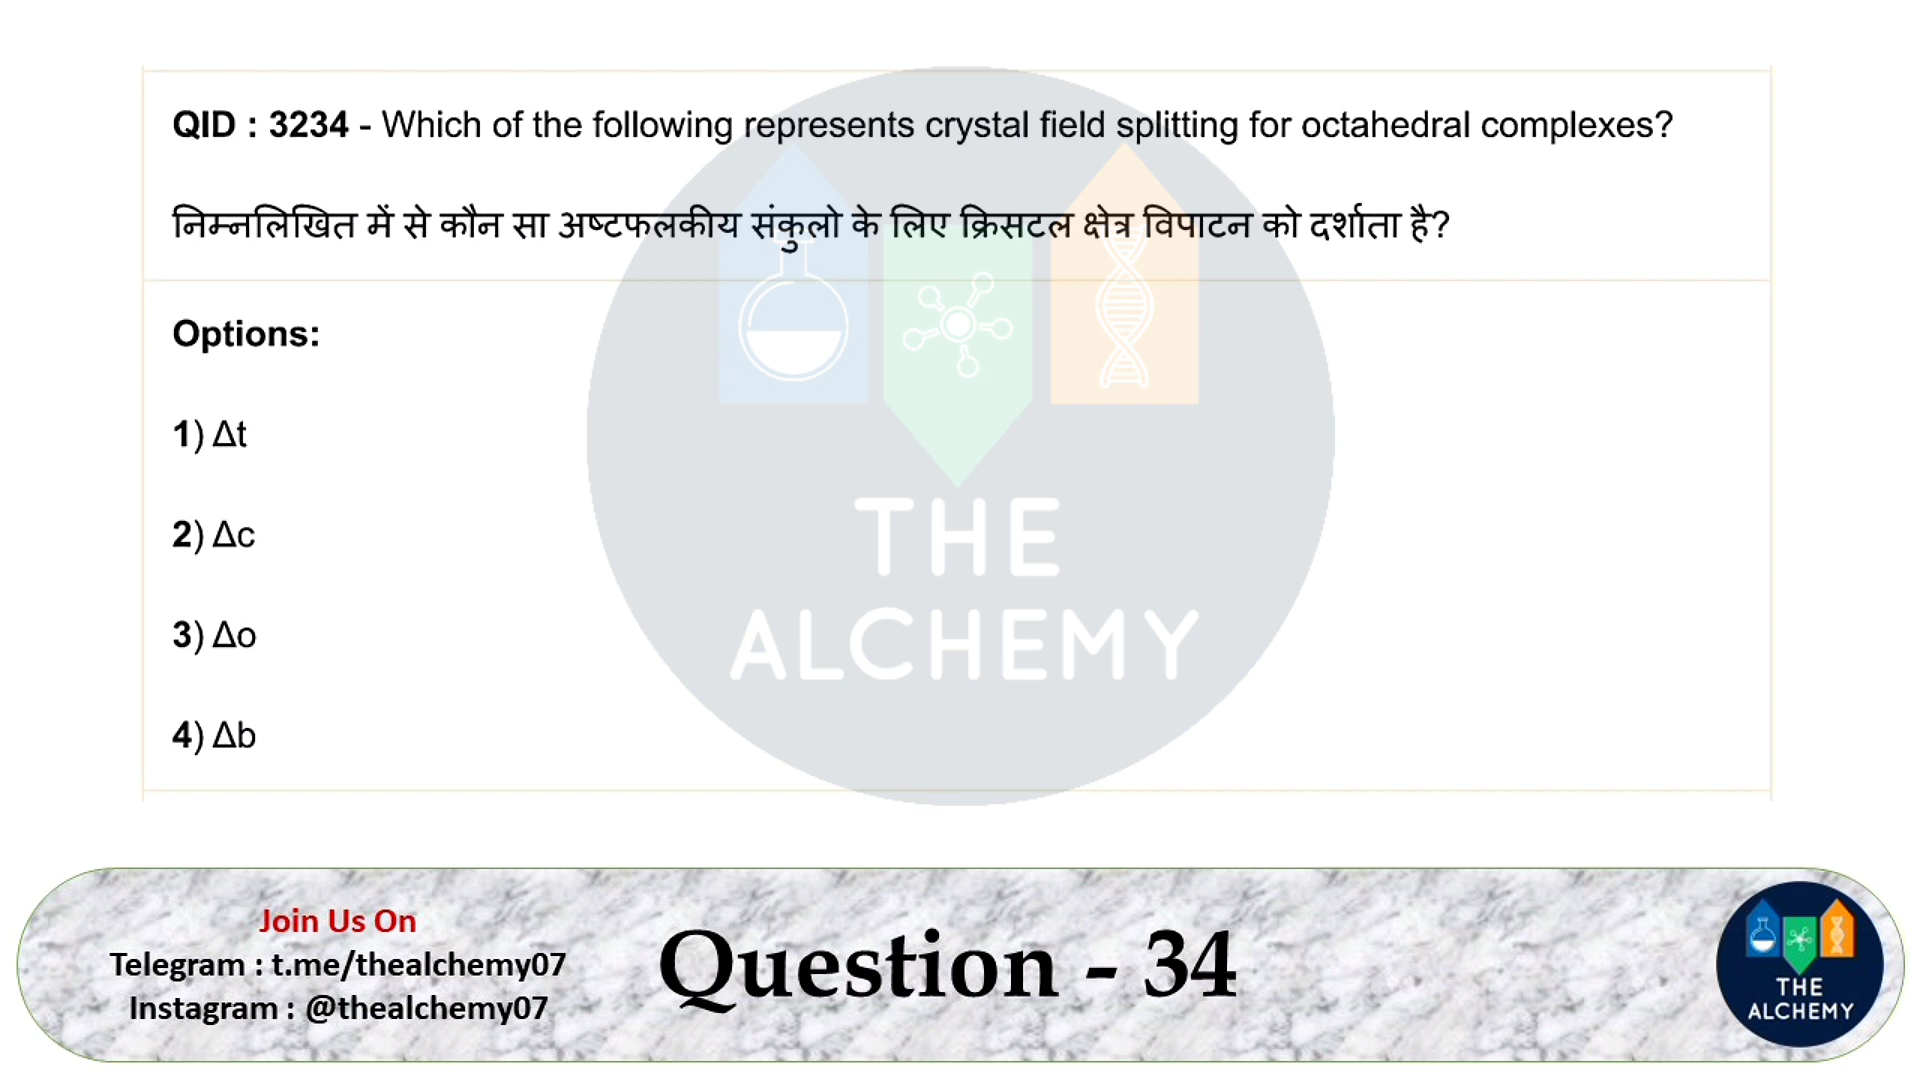 QID : 3234 - Which of the following represents crystal field splitting for octahedral complexes?
निम्नलिखित में से कौन सा अष्टफलकीय संकुलो के लिए क्रिसटल क्षेत्र विपाटन को दर्शाता है?
Options:
1) Δt
2) Δc
3) Δo
4) Δb
THE
ALCHEMY
Join Us On
Telegram : t.me/thealchemy07
Instagram : @thealchemy07
Question - 34
THE
ALCHEMY